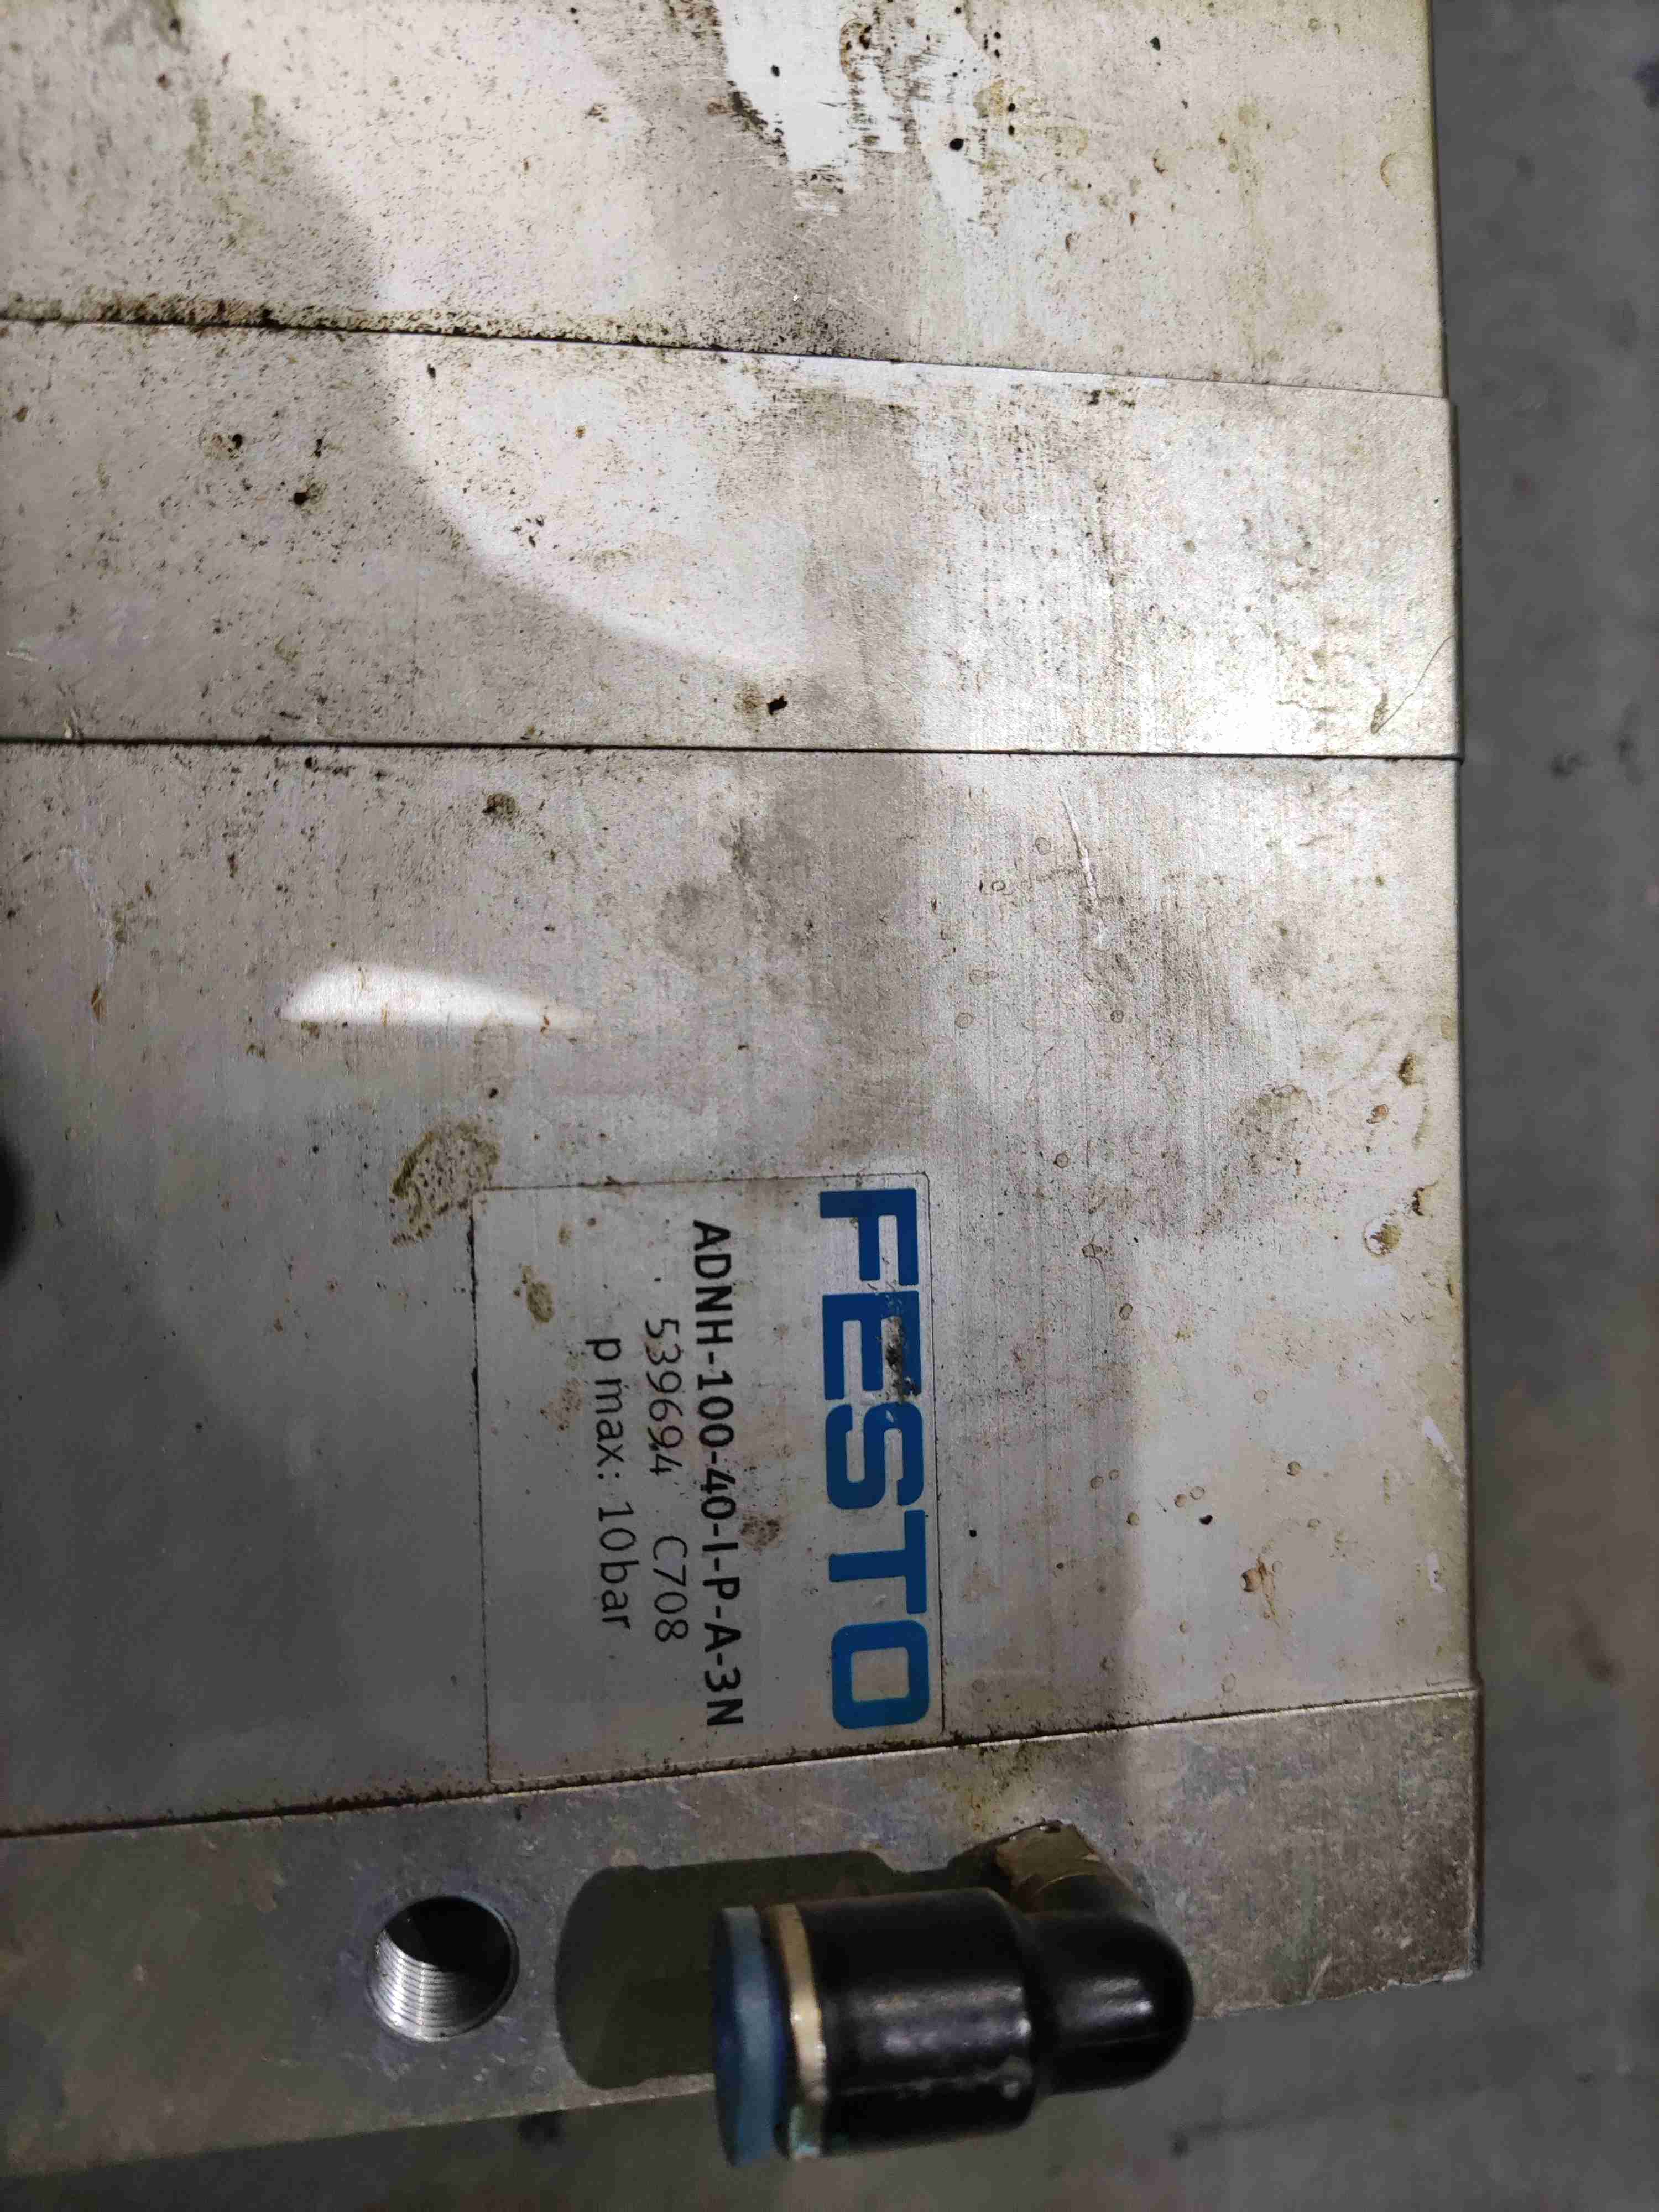 FESTO
ADNH-100-40-I-P-A-3N
539694 C708
p max: 10bar